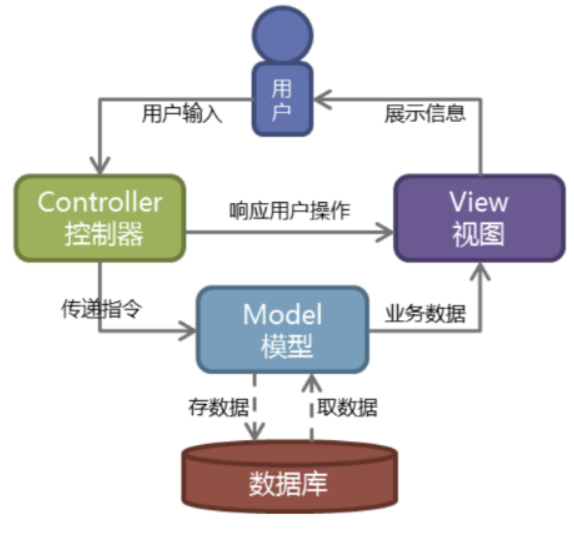 用
户
用户输入
展示信息
Controller
控制器
响应用户操作
View
视图
传递指令
Model
模型
业务数据
存数据
取数据
数据库